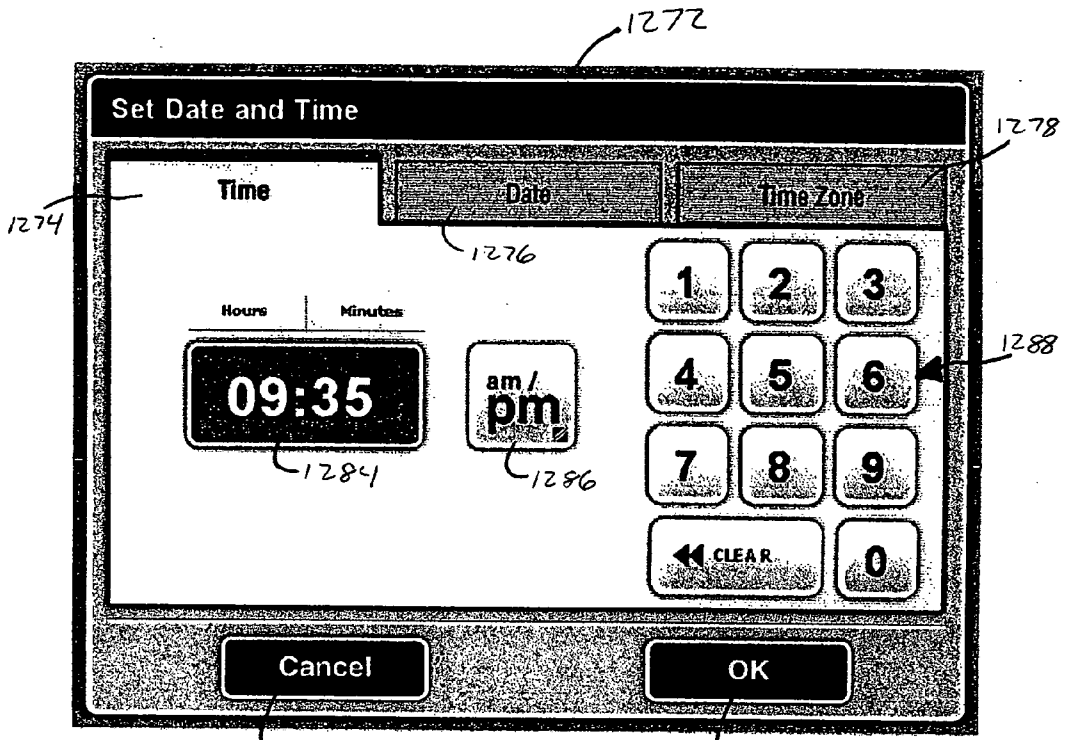 1272
Set Date and Time
1278
Time Date Time Zone
1274
1276
1 2 3
Hours Minutes
1288
4 5 6
09:35 am /
pm
1284 1286
7 8 9
CLEAR 0
Cancel OK